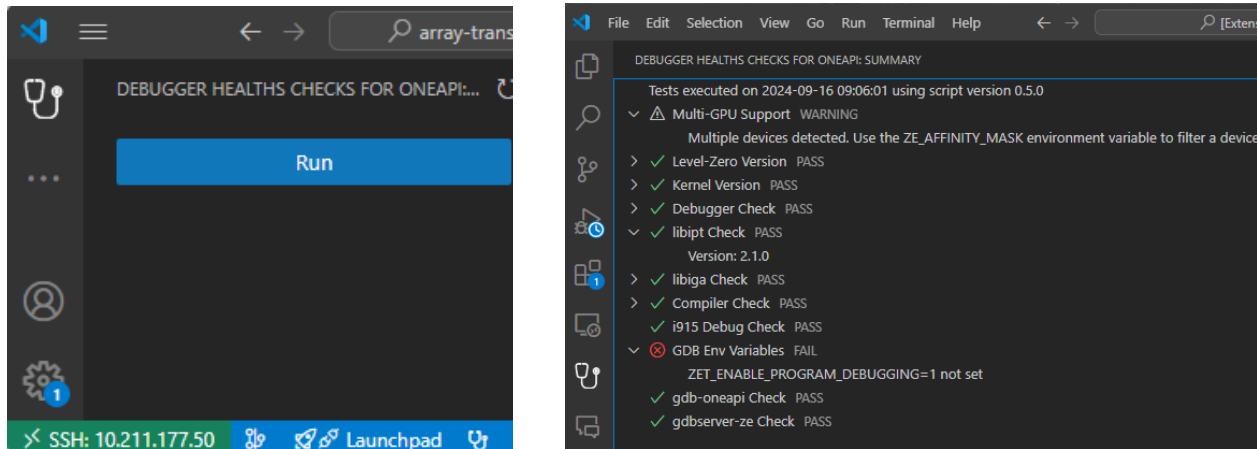 array-trans
DEBUGGER HEALTHS CHECKS FOR ONEAPI:...
Run
1
SSH: 10.211.177.50
Launchpad
File Edit Selection View Go Run Terminal Help
[Extens
DEBUGGER HEALTHS CHECKS FOR ONEAPI: SUMMARY
Tests executed on 2024-09-16 09:06:01 using script version 0.5.0
Multi-GPU Support WARNING
Multiple devices detected. Use the ZE_AFFINITY_MASK environment variable to filter a device
Level-Zero Version PASS
Kernel Version PASS
Debugger Check PASS
libipt Check PASS
Version: 2.1.0
libiga Check PASS
1
Compiler Check PASS
i915 Debug Check PASS
GDB Env Variables FAIL
ZET_ENABLE_PROGRAM_DEBUGGING=1 not set
gdb-oneapi Check PASS
gdbserver-ze Check PASS